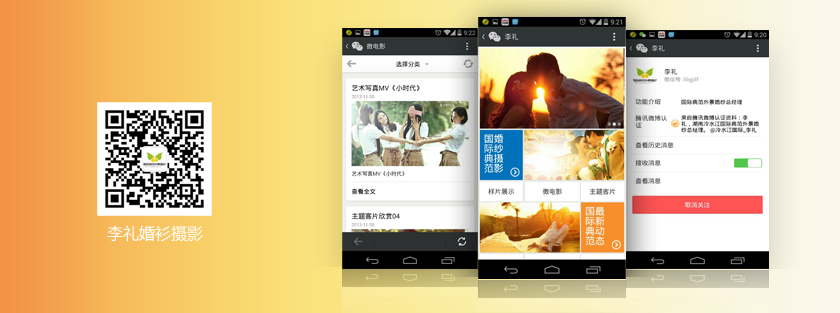 李礼婚衫摄影
9:22
微电影
选择分类
艺术写真MV《小时代》
2013-11-30
艺术写真MV《小时代》
查看全文
主题客片欣赏04
2013-11-30
9:21
李礼
国际典范
婚纱摄影
样片展示
微电影
主题客片
国际典范
最新动态
9:20
李礼
李礼
微信号: liligjdf
功能介绍
国际典范外景婚纱总经理
腾讯微博认证
来自腾讯微博认证资料：李礼，湖南冷水江国际典范外景婚纱总经理。 @冷水江国际_李礼
查看历史消息
接收消息
查看消息
取消关注